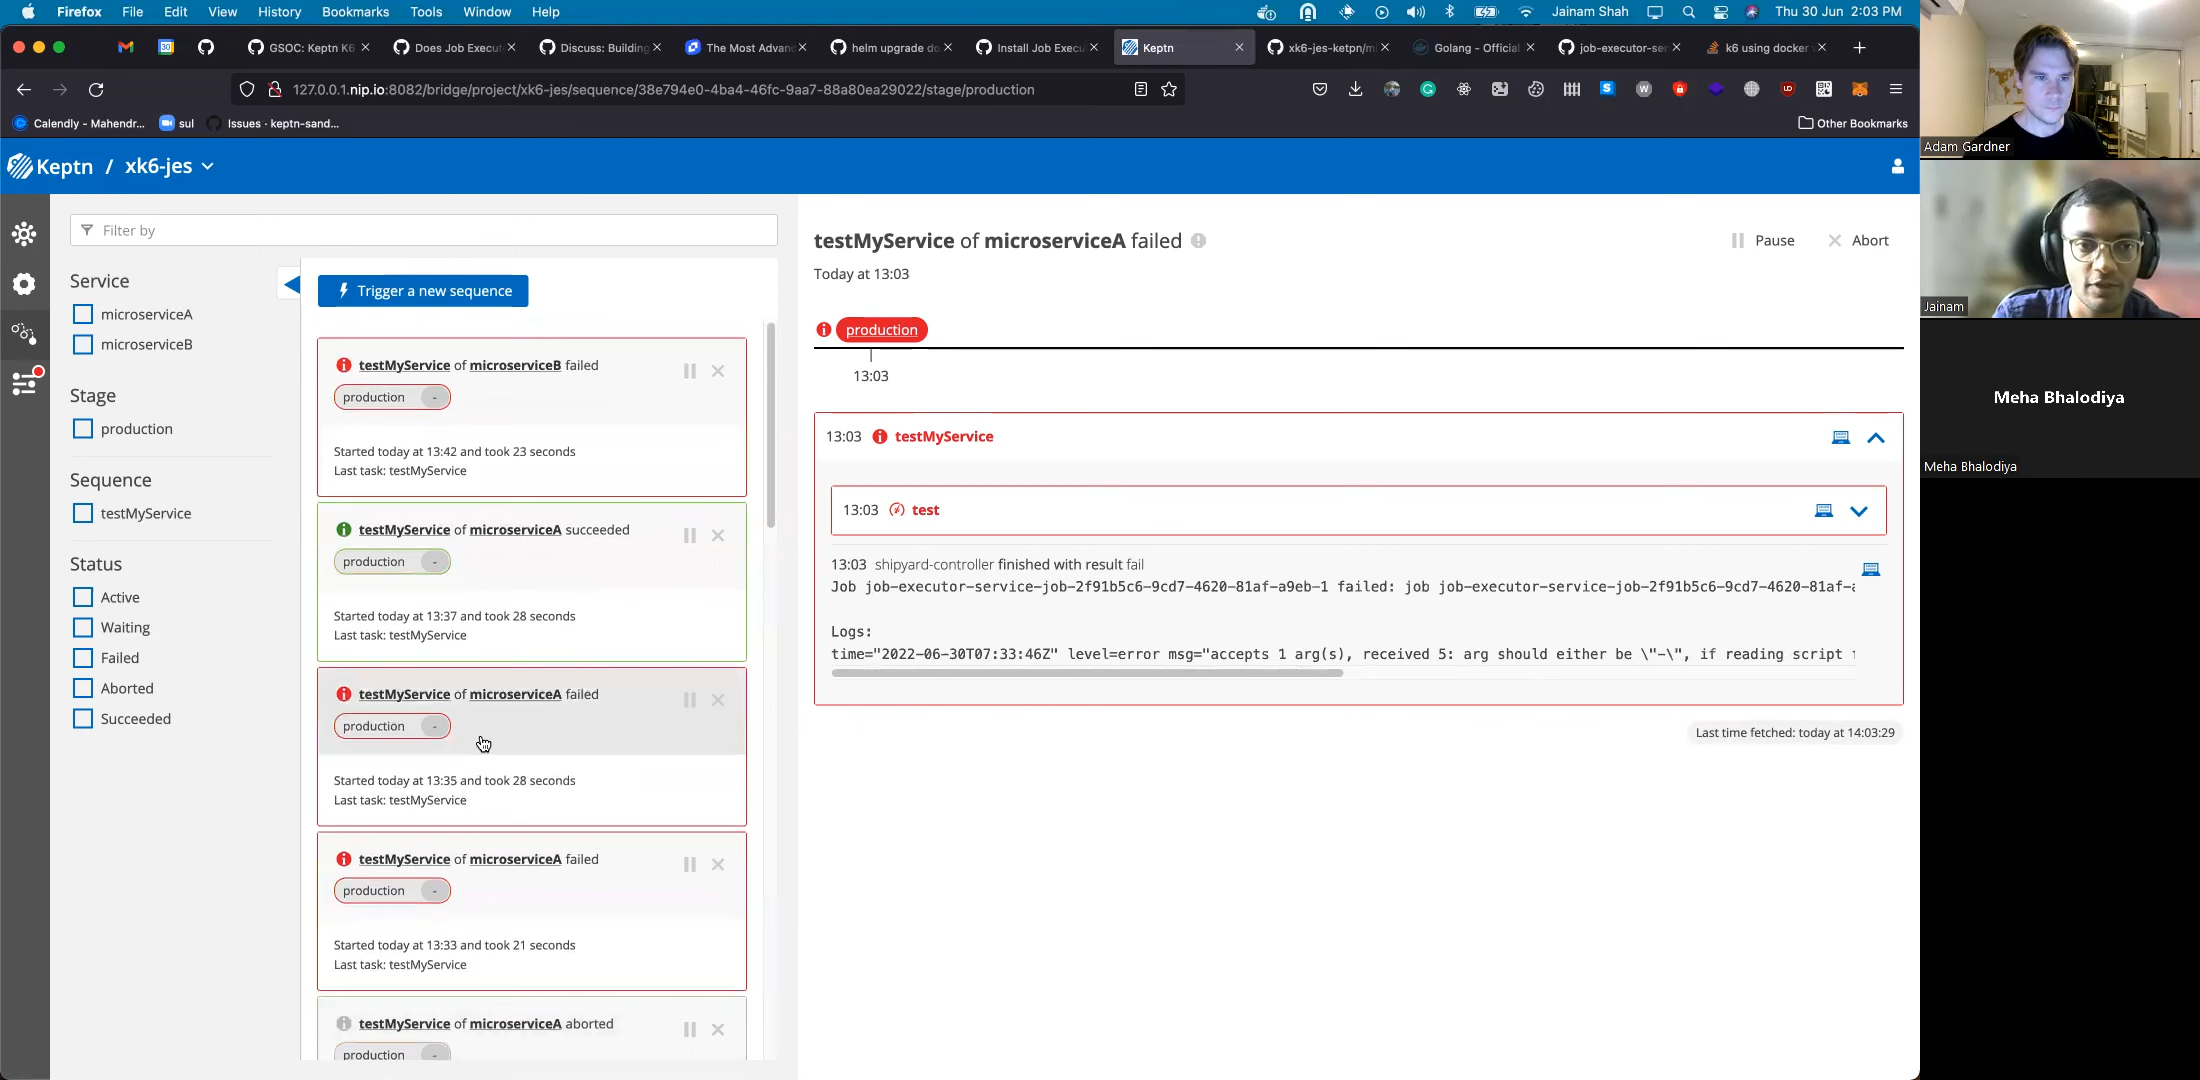 Firefox File Edit View History Bookmarks Tools Window Help
Jainam Shah Thu 30 Jun 2:03 PM
30 GSOC: Keptn K6 Does Job Execut Discuss: Building The Most Advanc helm upgrade do Install Job Execu Keptn xk6-jes-ketpn/m Golang - Official job-executor-ser k6 using docker
127.0.0.1.nip.io:8082/bridge/project/xk6-jes/sequence/38e794e0-4ba4-46fc-9aa7-88a80ea29022/stage/production
Calendly - Mahendr... sul Issues · keptn-sand... Other Bookmarks
Keptn / xk6-jes
Filter by
Service
microserviceA
microserviceB
Stage
production
Sequence
testMyService
Status
Active
Waiting
Failed
Aborted
Succeeded
Trigger a new sequence
testMyService of microserviceB failed
production -
Started today at 13:42 and took 23 seconds
Last task: testMyService
testMyService of microserviceA succeeded
production -
Started today at 13:37 and took 28 seconds
Last task: testMyService
testMyService of microserviceA failed
production -
Started today at 13:35 and took 28 seconds
Last task: testMyService
testMyService of microserviceA failed
production -
Started today at 13:33 and took 21 seconds
Last task: testMyService
testMyService of microserviceA aborted
production -
testMyService of microserviceA failed
Pause Abort
Today at 13:03
production
13:03
13:03 testMyService
13:03 test
13:03 shipyard-controller finished with result fail
Job job-executor-service-job-2f91b5c6-9cd7-4620-81af-a9eb-1 failed: job job-executor-service-job-2f91b5c6-9cd7-4620-81af-a
Logs:
time="2022-06-30T07:33:46Z" level=error msg="accepts 1 arg(s), received 5: arg should either be \"-\", if reading script
Last time fetched: today at 14:03:29
Adam Gardner
Jainam
Meha Bhalodiya
Meha Bhalodiya